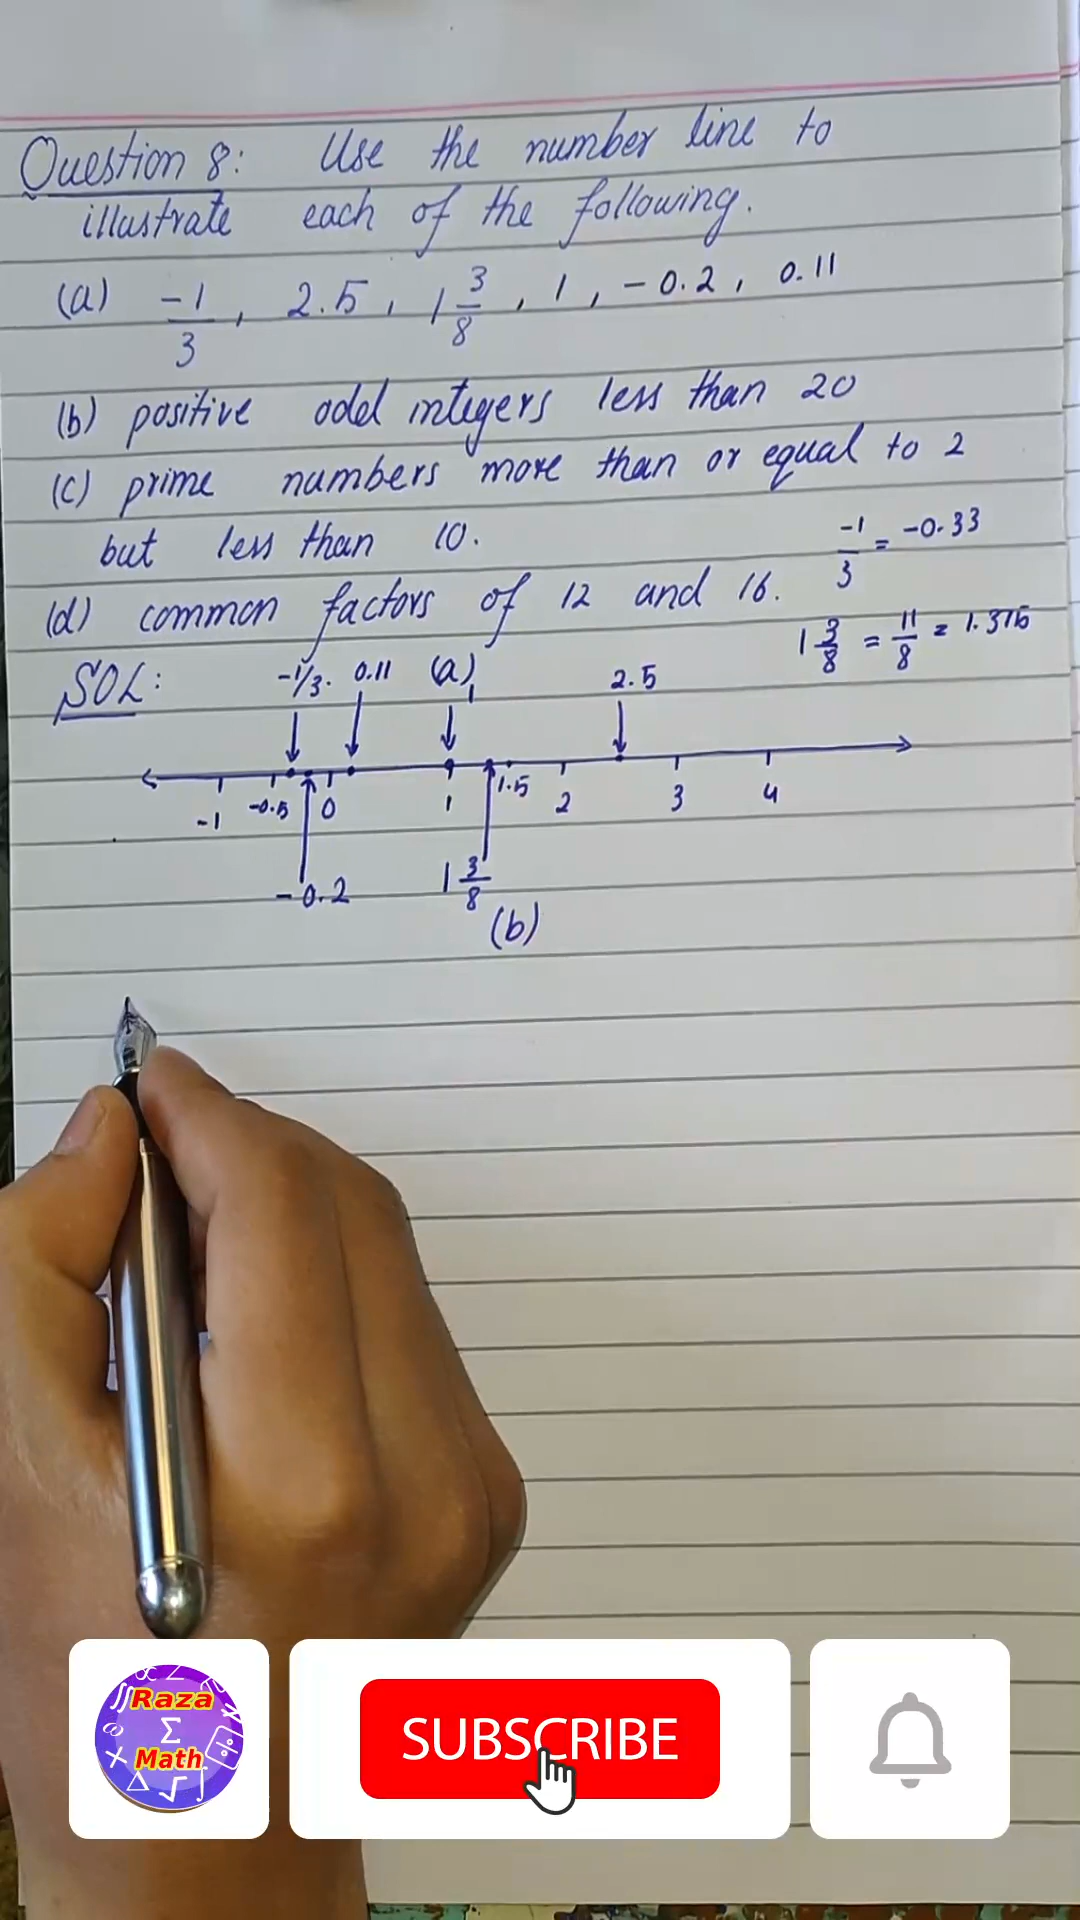 Question 8: Use the number line to
illustrate each of the following.
(a) -1/3, 2.5, 1 3/8, 1, -0.2, 0.11
(b) positive odd integers less than 20
(c) prime numbers more than or equal to 2
but less than 10.
-1/3 = -0.33
(d) common factors of 12 and 16.
1 3/8 = 11/8 = 1.375
SOL:
(a)
-1/3. 0.11 1 2.5
-1 -0.5 0 1 1.5 2 3 4
-0.2 1 3/8
(b)
Raza
Σ
Math
SUBSCRIBE